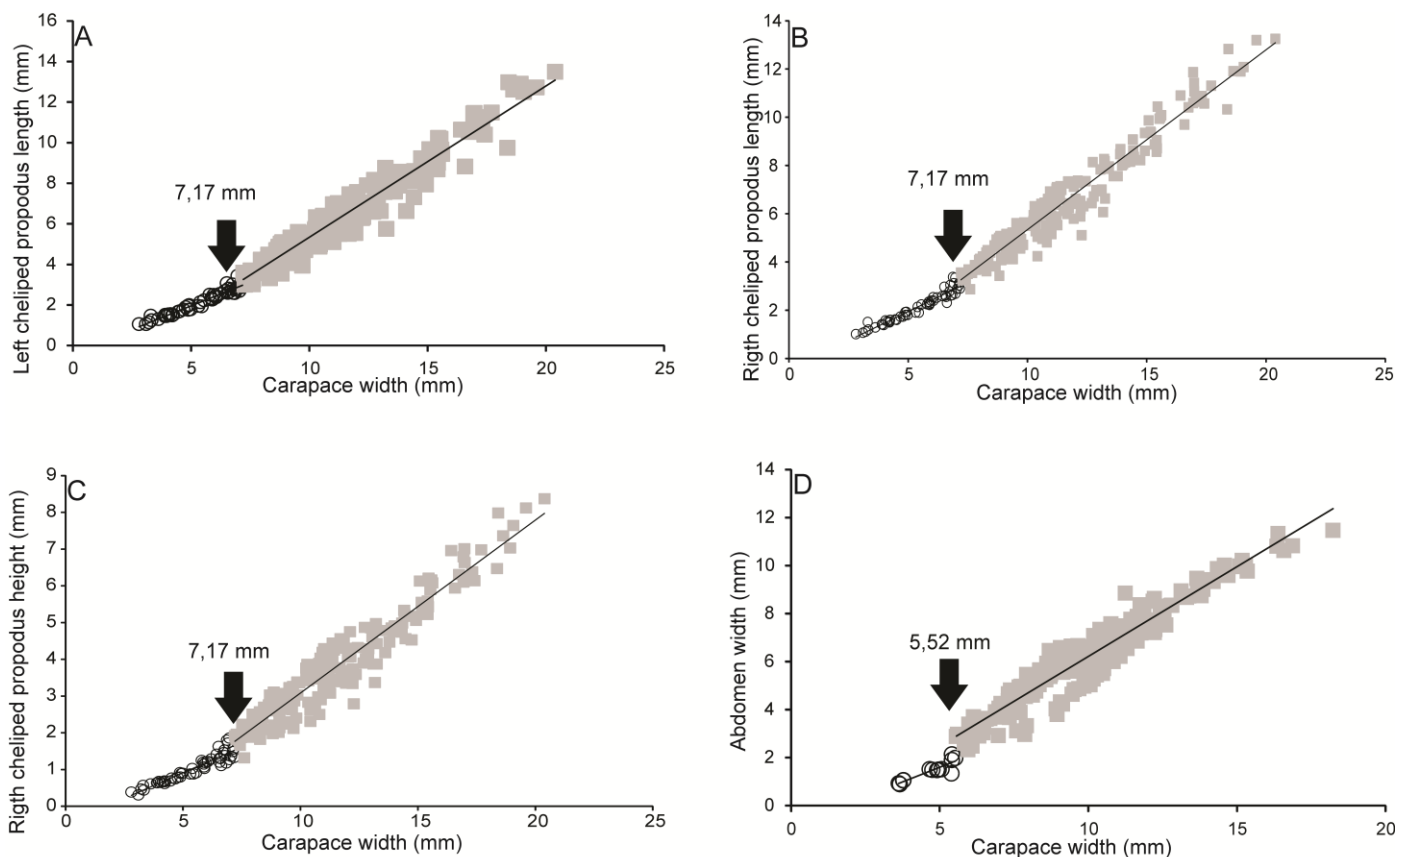 A
Left cheliped propodus length (mm)
16
14
12
10
8
6
4
2
0
7,17 mm
0 5 10 15 20 25
Carapace width (mm)
B
Rigth cheliped propodus length (mm)
14
12
10
8
6
4
2
0
7,17 mm
0 5 10 15 20 25
Carapace width (mm)
C
Rigth cheliped propodus height (mm)
9
8
7
6
5
4
3
2
1
0
7,17 mm
0 5 10 15 20 25
Carapace width (mm)
D
Abdomen width (mm)
14
12
10
8
6
4
2
0
5,52 mm
0 5 10 15 20
Carapace width (mm)